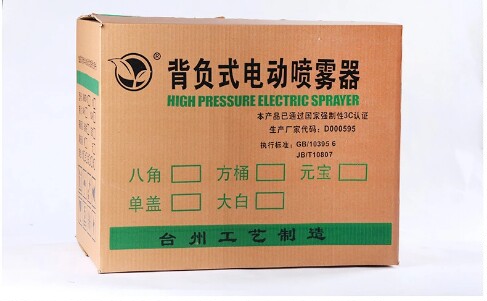 ®
背负式电动喷雾器
HIGH PRESSURE ELECTRIC SPRAYER
本产品已通过国家强制性3C认证
生产厂家代码：D000595
执行标准：GB/10395 6
JB/T10807
八角 方桶 元宝
单盖 大白
台州工艺制造